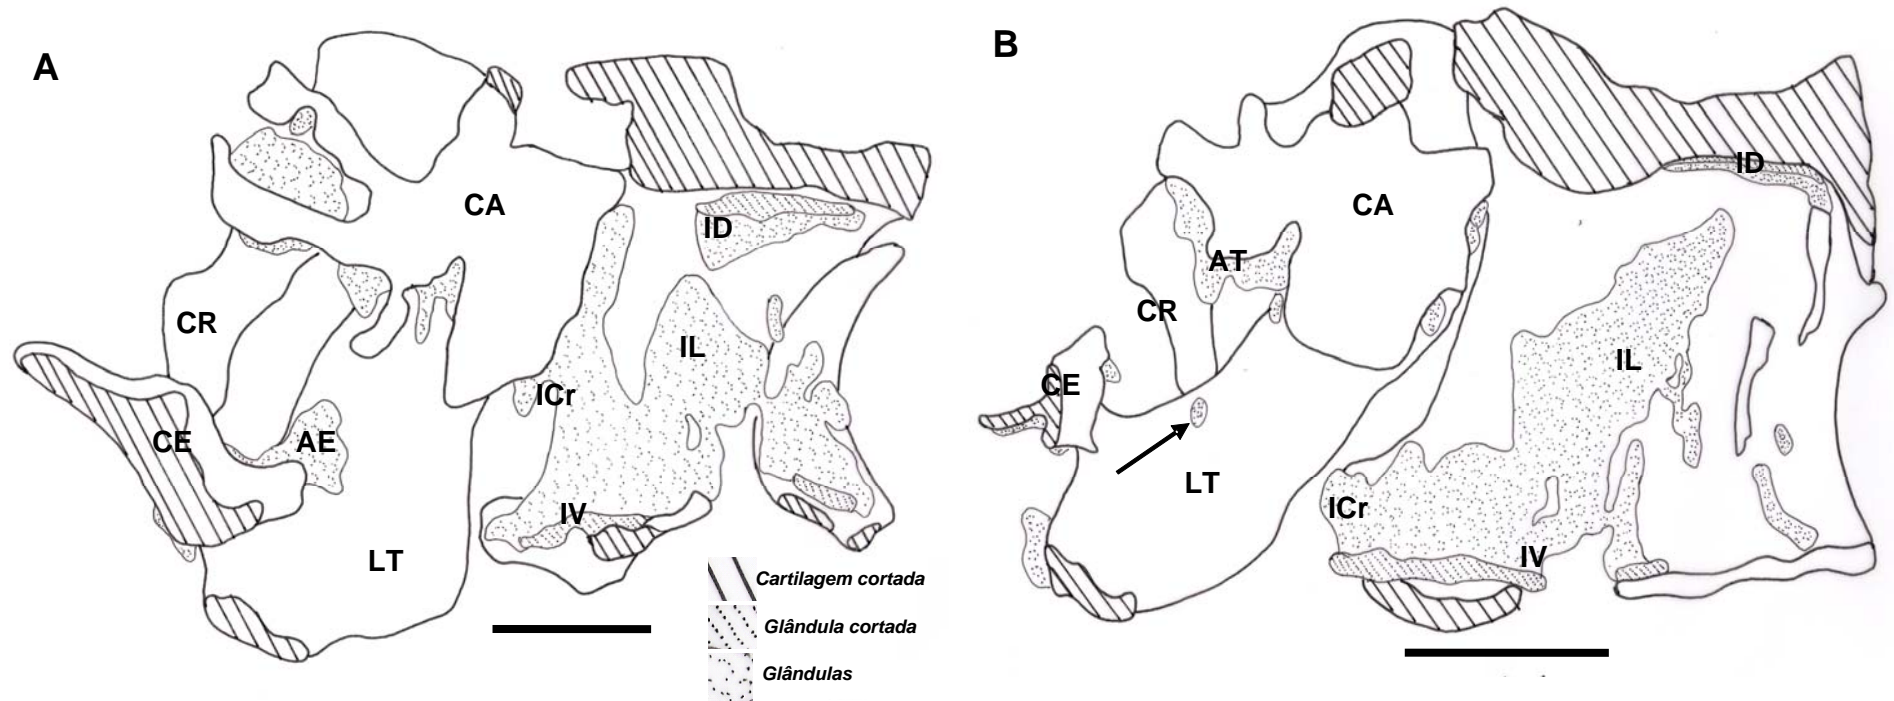 A
CA
ID
CR
IL
ICr
CE
AE
IV
LT
Cartilagem cortada
Glândula cortada
Glândulas
B
ID
CA
AT
CR
IL
CE
LT
ICr
IV